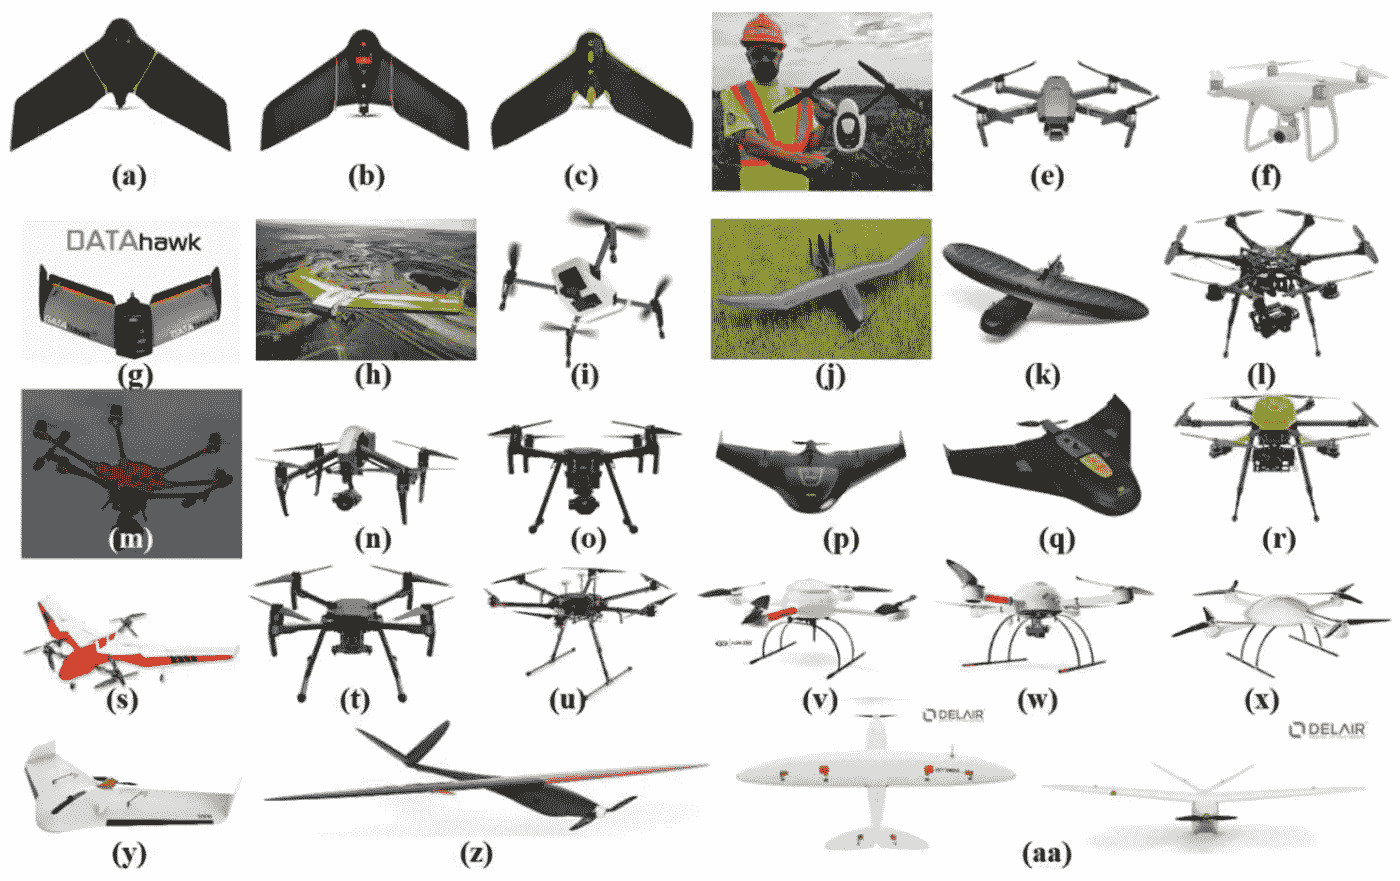 (a) (b) (c) (e) (f)
DATAhawk
(g) (h) (i) (j) (k) (l)
(m) (n) (o) (p) (q) (r)
(s) (t) (u) (v) (w) (x)
DELAIR
DELAIR
(y) (z) (aa)